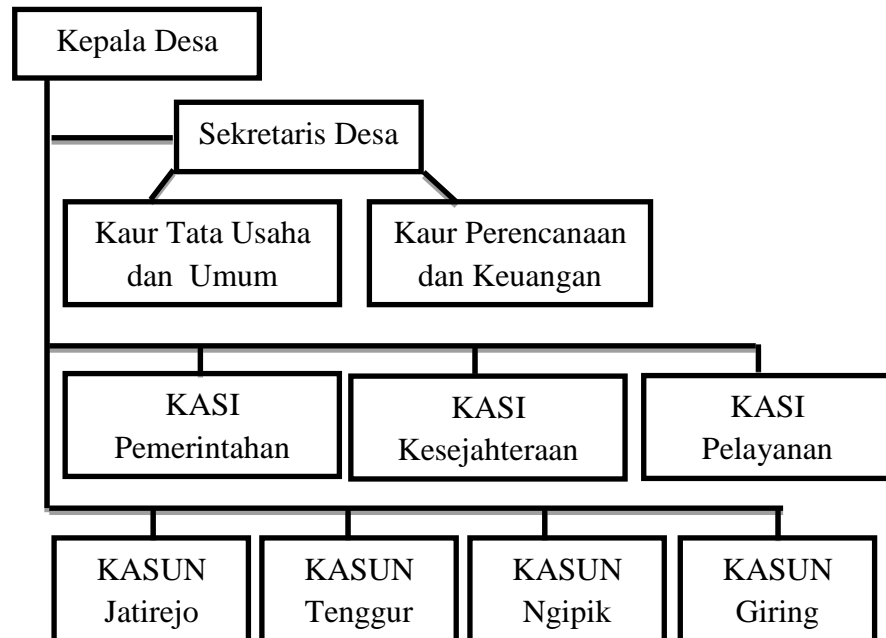 Kepala Desa
Sekretaris Desa
Kaur Tata Usaha
dan Umum
Kaur Perencanaan
dan Keuangan
KASI
Pemerintahan
KASI
Kesejahteraan
KASI
Pelayanan
KASUN
Jatirejo
KASUN
Tenggur
KASUN
Ngipik
KASUN
Giring